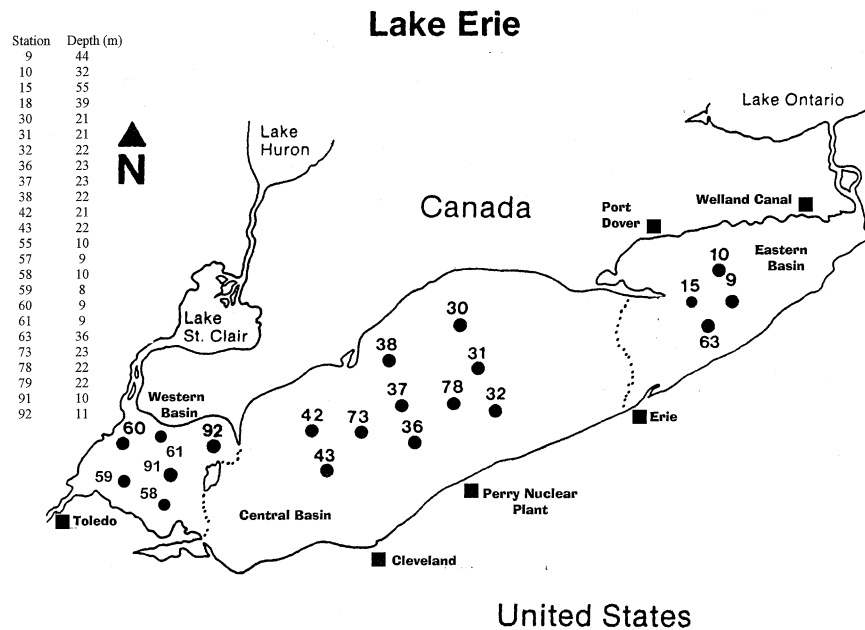 Lake Erie
Station Depth (m)
9 44
10 32
15 55
18 39
30 21
31 21
32 22
36 23
37 23
38 22
42 21
43 22
55 10
57 9
58 10
59 8
60 9
61 9
63 36
73 23
78 22
79 22
91 10
92 11
N
Lake
Huron
Lake Ontario
Canada
Port
Dover
Welland Canal
Eastern
Basin
10
15
9
63
Lake
St. Clair
30
38
31
37
78
32
Western
Basin
42
73
36
43
60
61
92
59
91
58
Erie
Toledo
Central Basin
Perry Nuclear
Plant
Cleveland
United States